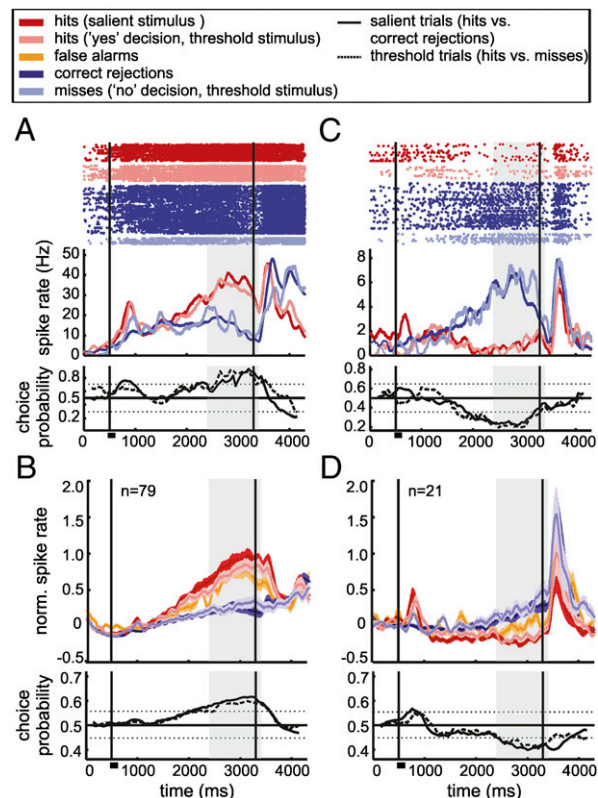 hits (salient stimulus )
hits ('yes' decision, threshold stimulus)
false alarms
correct rejections
misses ('no' decision, threshold stimulus)
salient trials (hits vs.
correct rejections)
threshold trials (hits vs. misses)
A
spike rate (Hz)
50
40
30
20
10
0
choice
probability
0.8
0.5
0.2
0 1000 2000 3000 4000
C
8
6
4
2
0
0.8
0.6
0.4
0.2
0 1000 2000 3000 4000
B
n=79
norm. spike rate
2.0
1.5
1.0
0.5
0
-0.5
choice
probability
0.7
0.6
0.5
0.4
0 1000 2000 3000 4000
time (ms)
D
n=21
2.0
1.5
1.0
0.5
0
-0.5
0.7
0.6
0.5
0.4
0 1000 2000 3000 4000
time (ms)